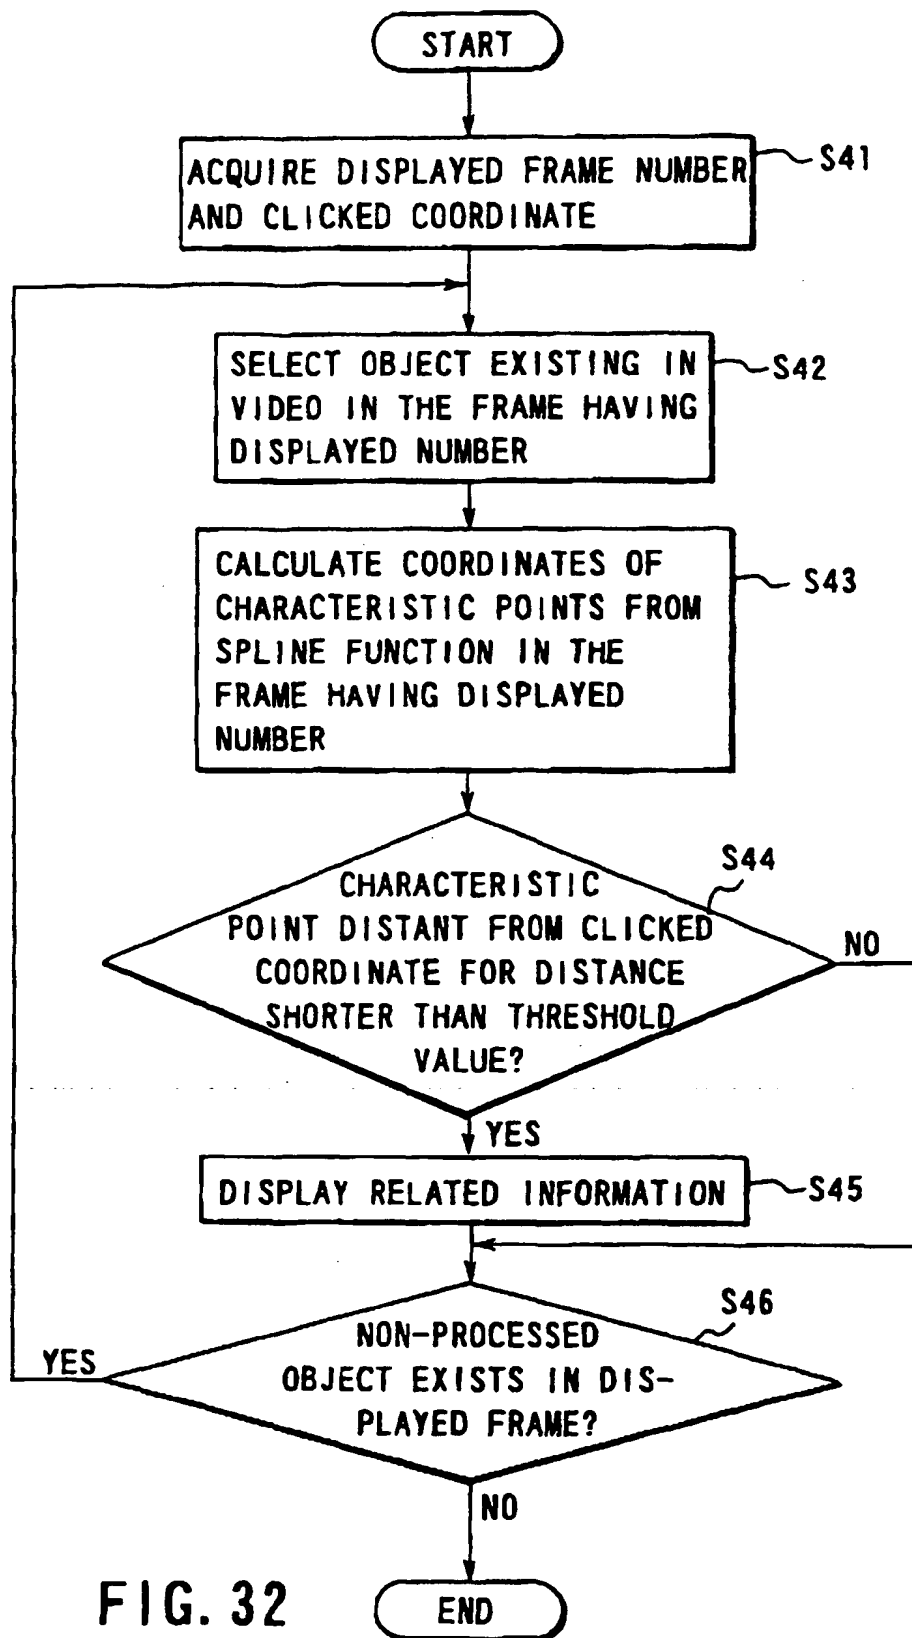 START
ACQUIRE DISPLAYED FRAME NUMBER
AND CLICKED COORDINATE
S41
SELECT OBJECT EXISTING IN
VIDEO IN THE FRAME HAVING
DISPLAYED NUMBER
S42
CALCULATE COORDINATES OF
CHARACTERISTIC POINTS FROM
SPLINE FUNCTION IN THE
FRAME HAVING DISPLAYED
NUMBER
S43
CHARACTERISTIC
POINT DISTANT FROM CLICKED
COORDINATE FOR DISTANCE
SHORTER THAN THRESHOLD
VALUE?
S44
NO
YES
DISPLAY RELATED INFORMATION
S45
NON-PROCESSED
OBJECT EXISTS IN DIS-
PLAYED FRAME?
S46
YES
NO
END
FIG. 32